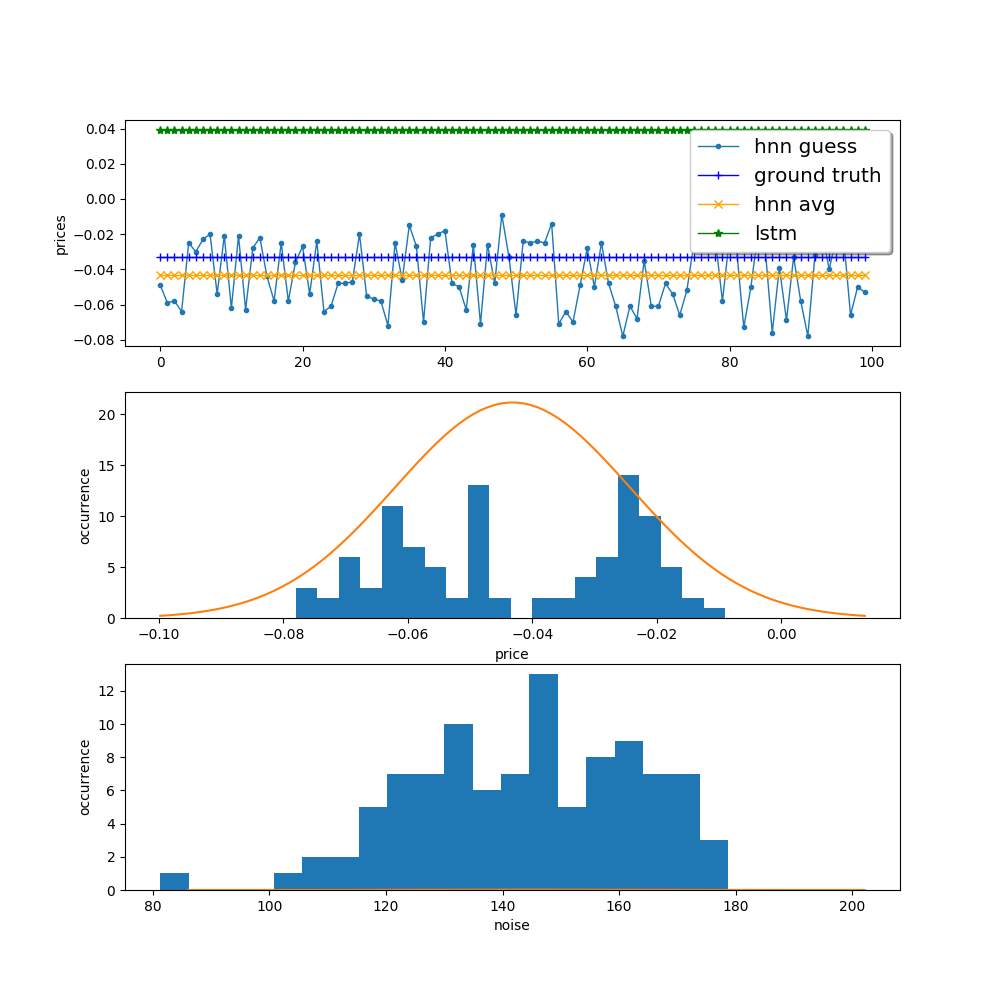 0.04
0.02
0.00
−0.02
−0.04
−0.06
−0.08
prices
hnn guess
ground truth
hnn avg
lstm
0 20 40 60 80 100
20
15
10
5
0
occurrence
−0.10 −0.08 −0.06 −0.04 −0.02 0.00
price
12
10
8
6
4
2
0
occurrence
80 100 120 140 160 180 200
noise